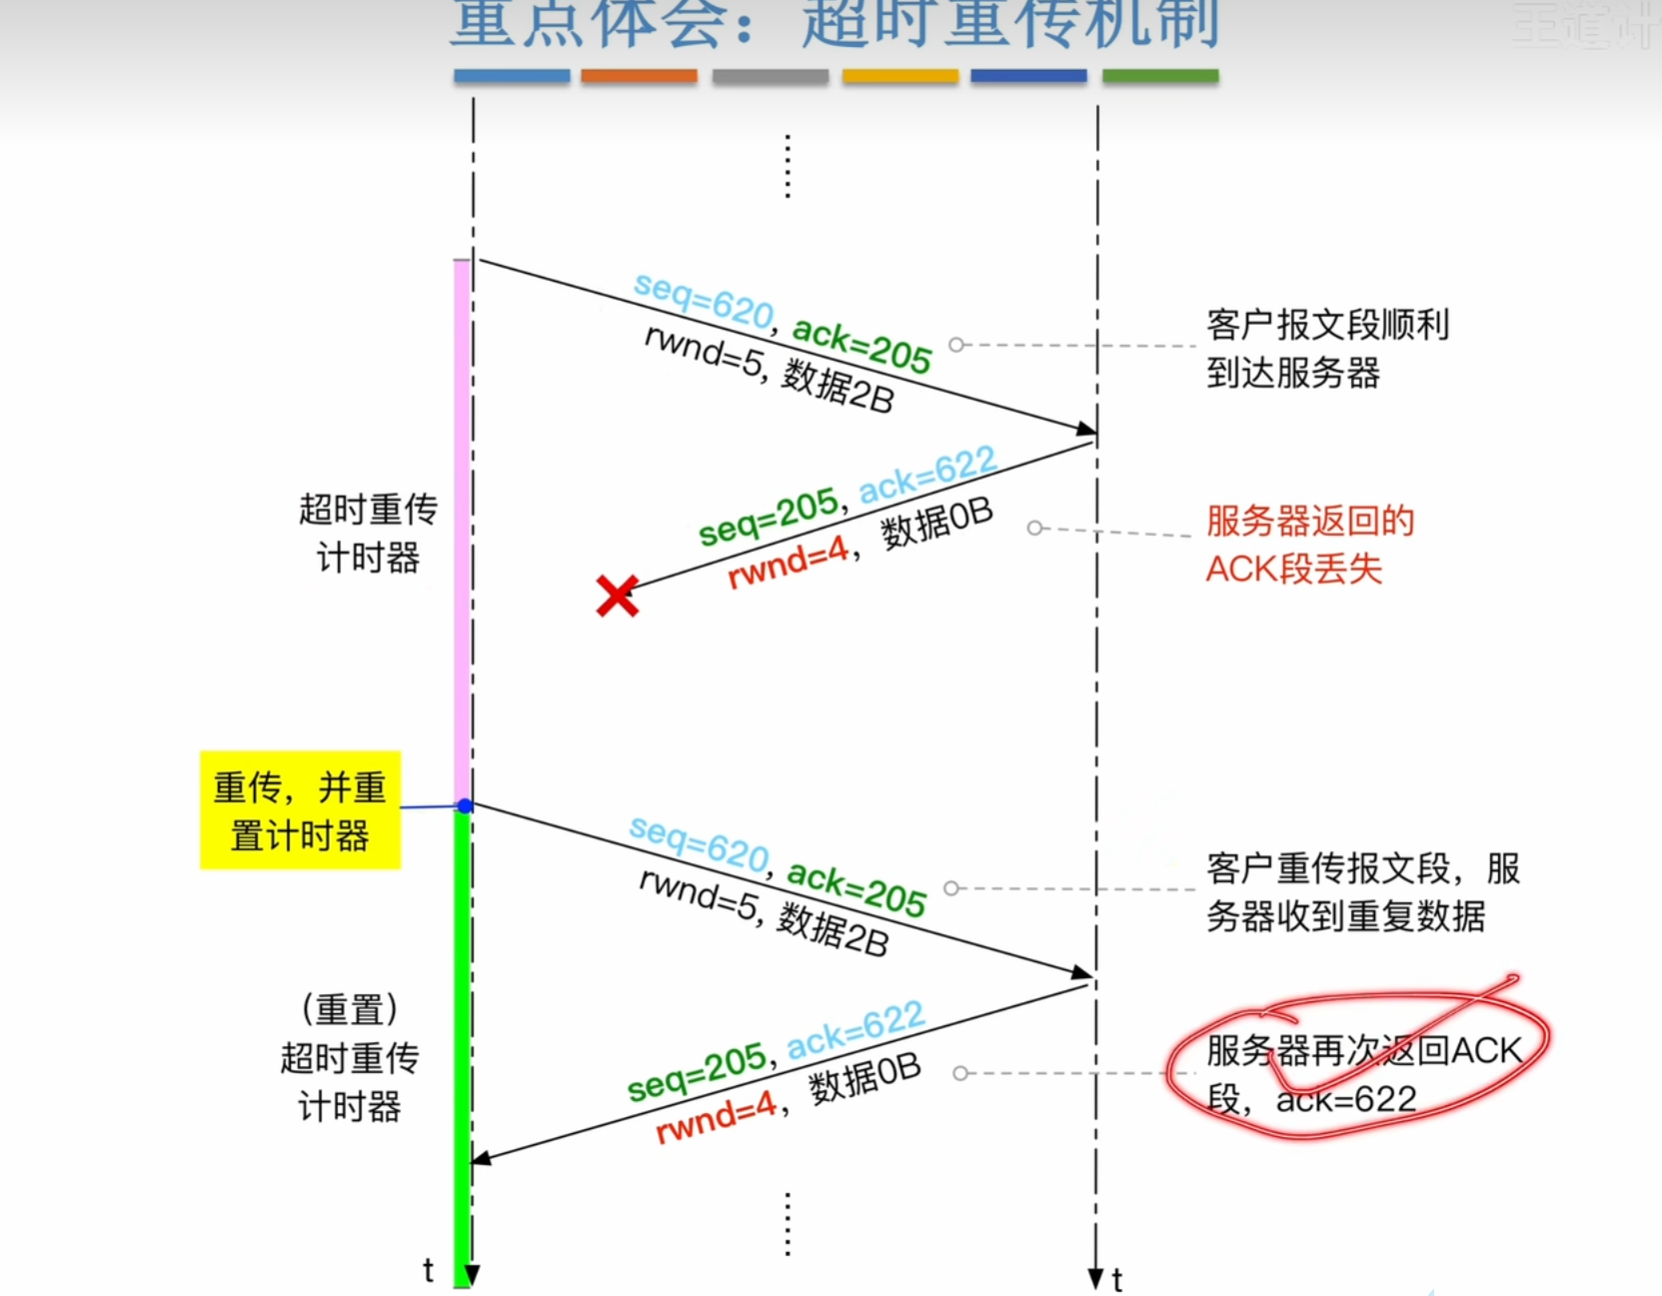 重点体会：超时重传机制
王道计
seq=620, ack=205
rwnd=5, 数据2B
客户报文段顺利
到达服务器
seq=205, ack=622
rwnd=4, 数据0B
服务器返回的
ACK段丢失
超时重传
计时器
重传，并重
置计时器
seq=620, ack=205
rwnd=5, 数据2B
客户重传报文段，服
务器收到重复数据
（重置）
超时重传
计时器
seq=205, ack=622
rwnd=4, 数据0B
服务器再次返回ACK
段，ack=622
t
t